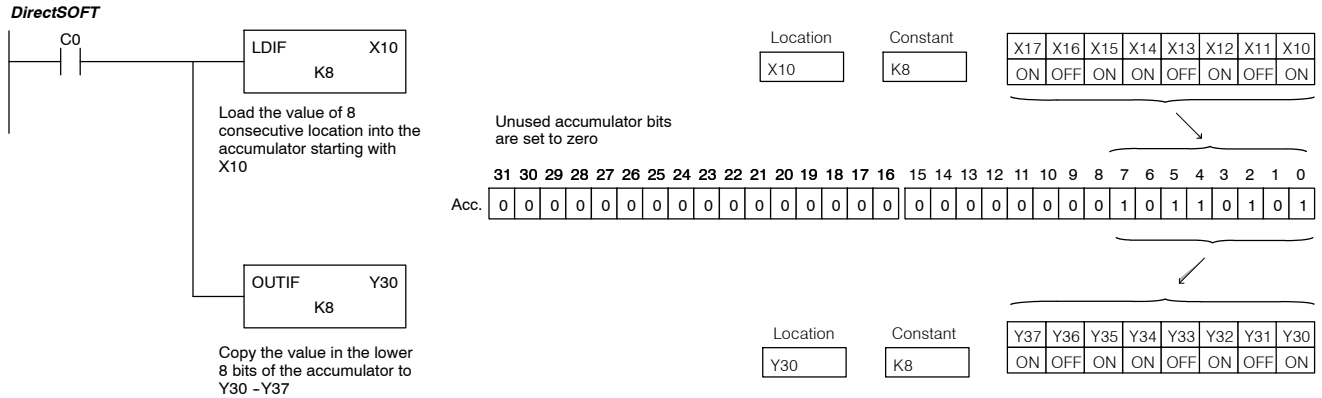 DirectSOFT
C0
LDIF X10
K8
Load the value of 8
consecutive location into the
accumulator starting with
X10
Location Constant
X10 K8
X17 X16 X15 X14 X13 X12 X11 X10
ON OFF ON ON OFF ON OFF ON
Unused accumulator bits
are set to zero
31 30 29 28 27 26 25 24 23 22 21 20 19 18 17 16 15 14 13 12 11 10 9 8 7 6 5 4 3 2 1 0
Acc. 0 0 0 0 0 0 0 0 0 0 0 0 0 0 0 0 0 0 0 0 0 0 0 0 1 0 1 1 0 1 0 1
OUTIF Y30
K8
Copy the value in the lower
8 bits of the accumulator to
Y30 -Y37
Location Constant
Y30 K8
Y37 Y36 Y35 Y34 Y33 Y32 Y31 Y30
ON OFF ON ON OFF ON OFF ON